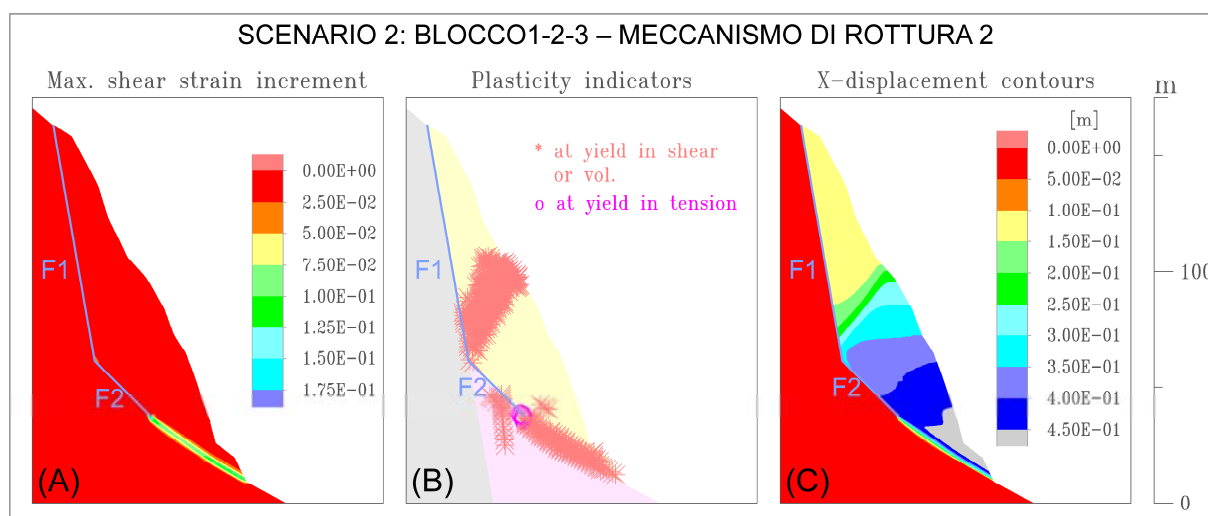 SCENARIO 2: BLOCCO1-2-3 – MECCANISMO DI ROTTURA 2
Max. shear strain increment
Plasticity indicators
X-displacement contours
m
F1
F2
0.00E+00
2.50E-02
5.00E-02
7.50E-02
1.00E-01
1.25E-01
1.50E-01
1.75E-01
(A)
* at yield in shear
or vol.
o at yield in tension
F1
F2
(B)
[m]
0.00E+00
5.00E-02
1.00E-01
1.50E-01
2.00E-01
2.50E-01
3.00E-01
3.50E-01
4.00E-01
4.50E-01
F1
F2
(C)
100
0